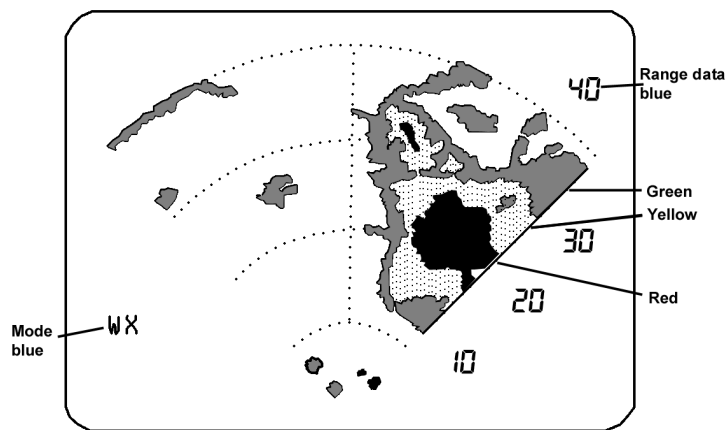 40
Range data
blue
Green
Yellow
30
Red
20
Mode
blue
WX
10